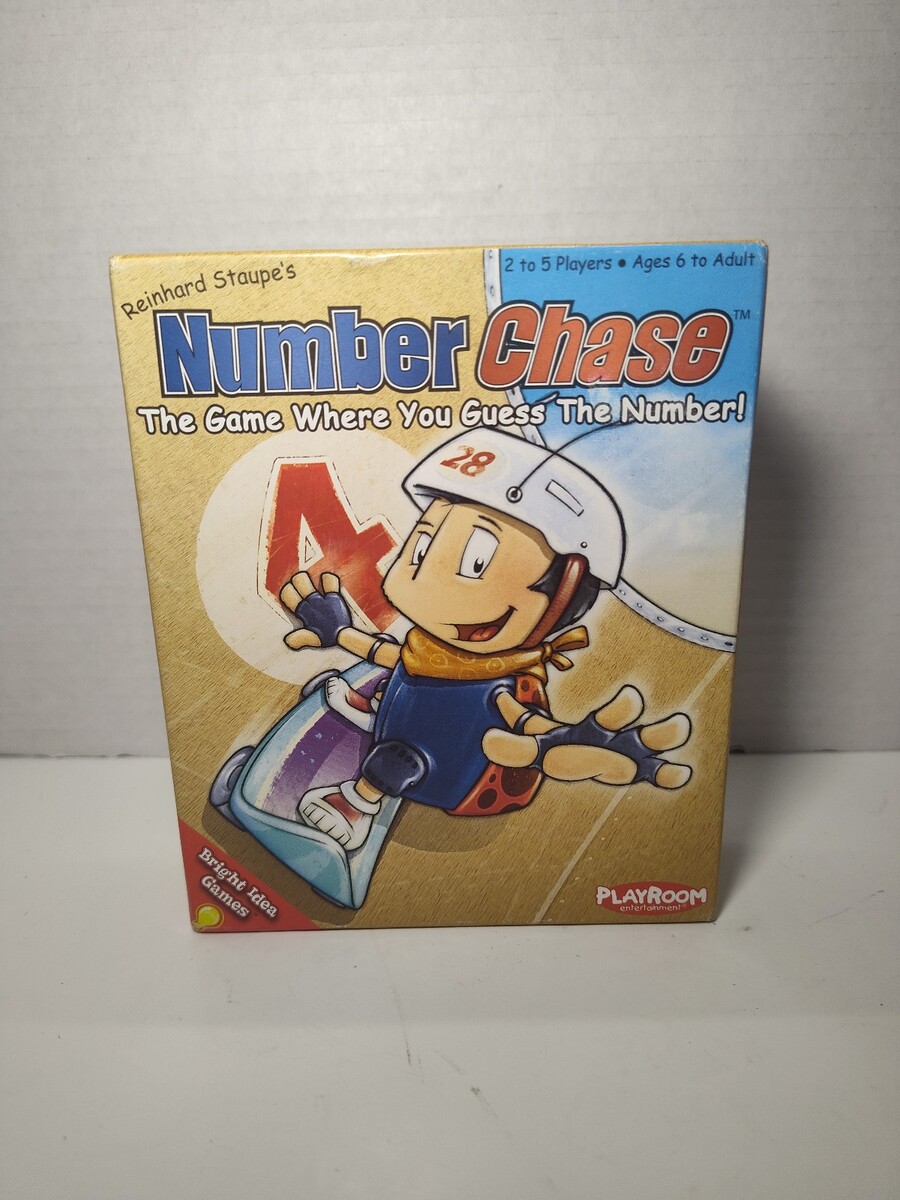 Reinhard Staupe's
2 to 5 Players • Ages 6 to Adult
Number Chase™
The Game Where You Guess The Number!
28
4
Bright Idea
Games
PLAYROOM
entertainment